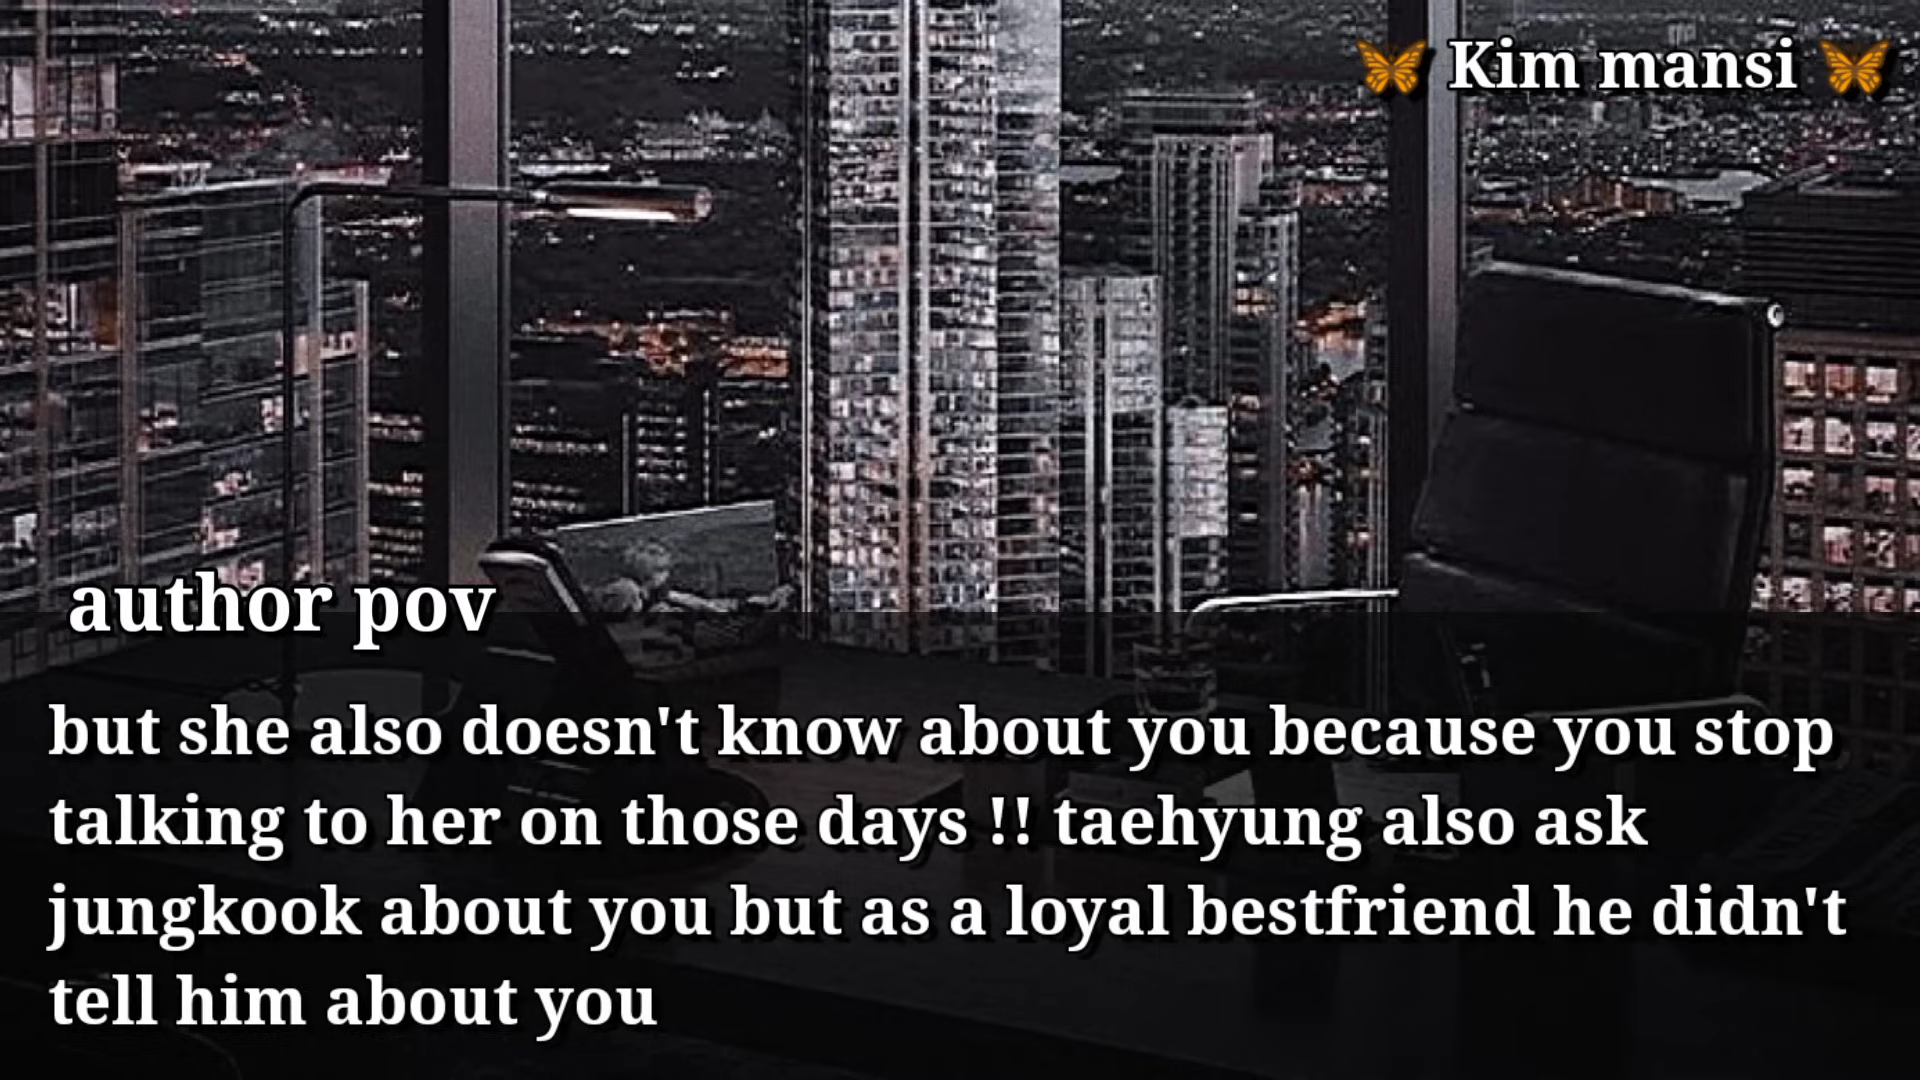 🦋 Kim mansi 🦋
author pov
but she also doesn't know about you because you stop
talking to her on those days !! taehyung also ask
jungkook about you but as a loyal bestfriend he didn't
tell him about you